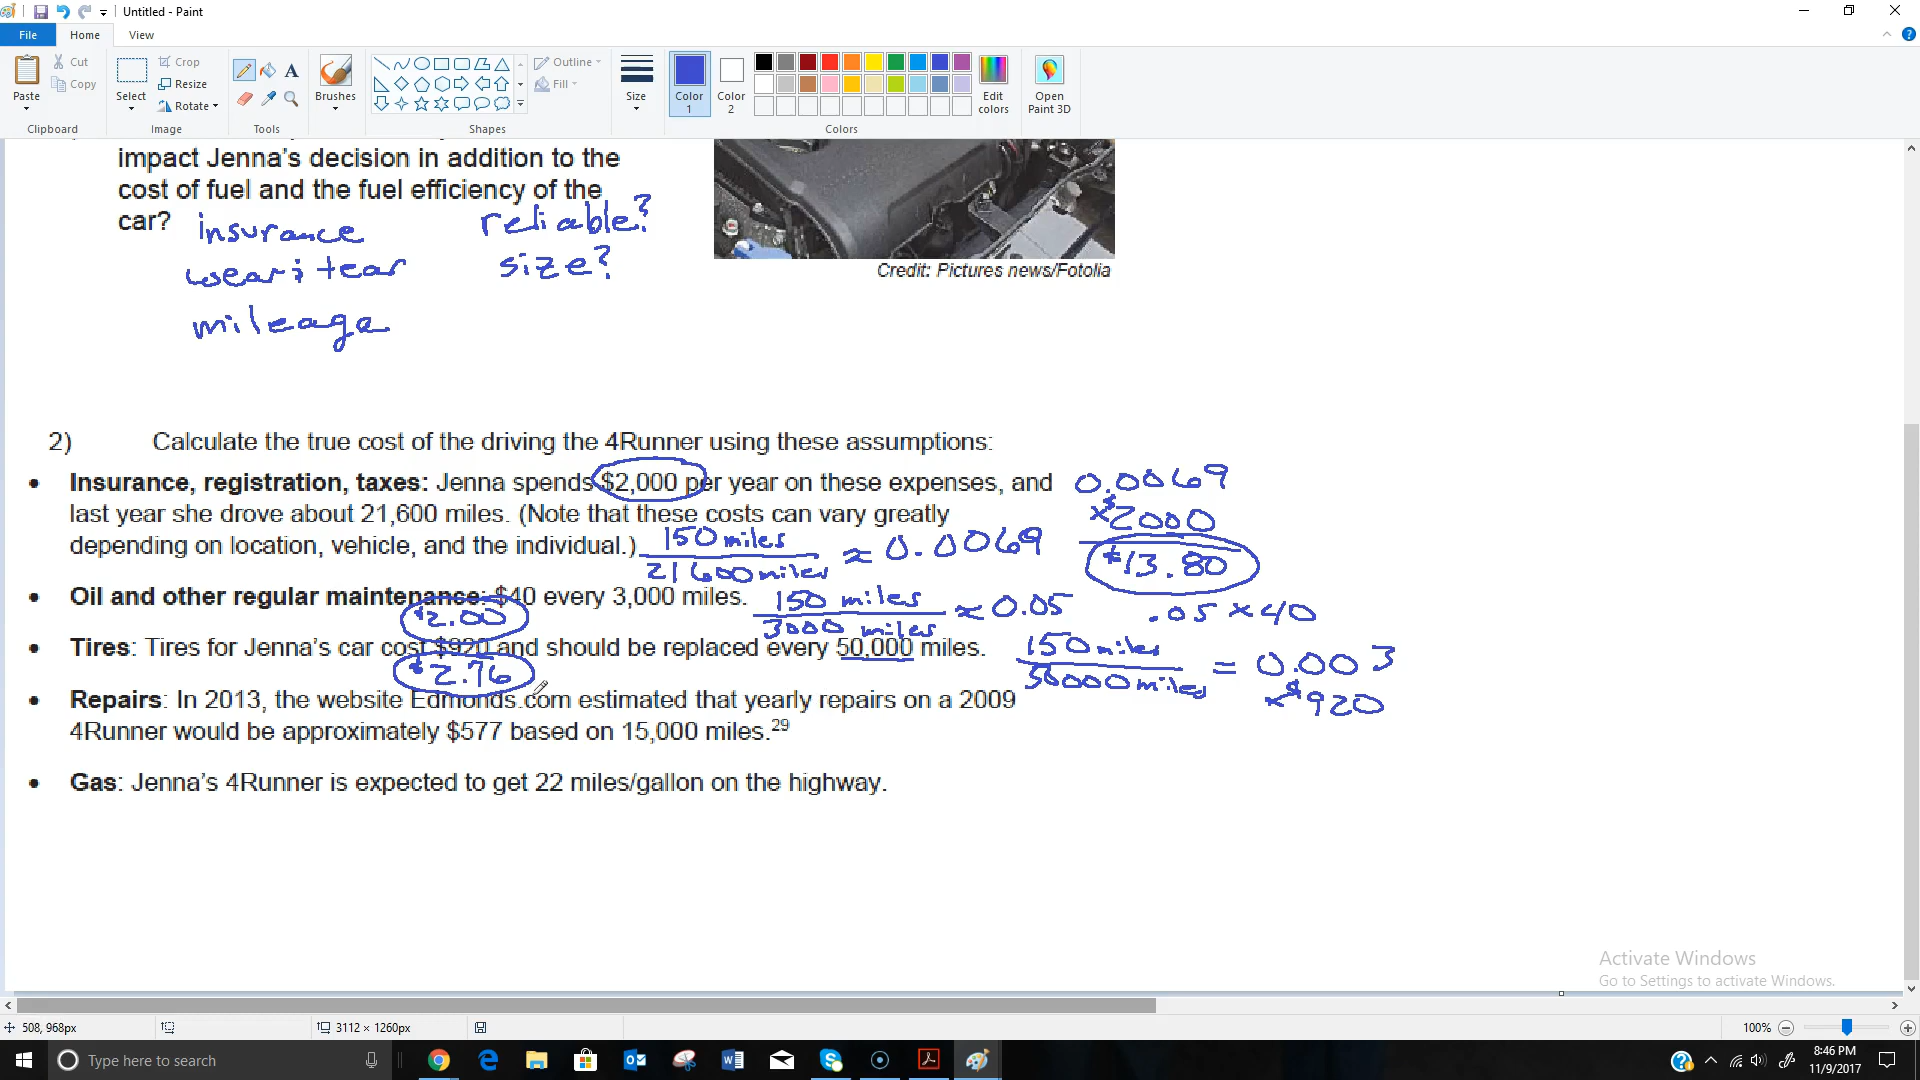 Untitled - Paint
File Home View
Paste
Cut
Copy
Clipboard
Select
Crop
Resize
Rotate
Image
Tools
Brushes
Shapes
Outline
Fill
Size
Color 1
Color 2
Edit colors
Colors
Open Paint 3D
impact Jenna's decision in addition to the
cost of fuel and the fuel efficiency of the
car?
insurance
reliable?
wear & tear
size?
mileage
Credit: Pictures news/Fotolia
2) Calculate the true cost of the driving the 4Runner using these assumptions:
• Insurance, registration, taxes: Jenna spends $2,000 per year on these expenses, and
last year she drove about 21,600 miles. (Note that these costs can vary greatly
depending on location, vehicle, and the individual.)
150 miles
21600 miles
≈ 0.0069
0.0069
x $2000
$13.80
• Oil and other regular maintenance: $40 every 3,000 miles.
150 miles
3000 miles
≈ 0.05
.05 x 40
$2.00
• Tires: Tires for Jenna's car cost $920 and should be replaced every 50,000 miles.
150 miles
50000 miles
= 0.003
x $920
$2.76
• Repairs: In 2013, the website Edmonds.com estimated that yearly repairs on a 2009
4Runner would be approximately $577 based on 15,000 miles.29
• Gas: Jenna's 4Runner is expected to get 22 miles/gallon on the highway.
Activate Windows
Go to Settings to activate Windows.
508, 968px
3112 × 1260px
100%
Type here to search
8:46 PM
11/9/2017